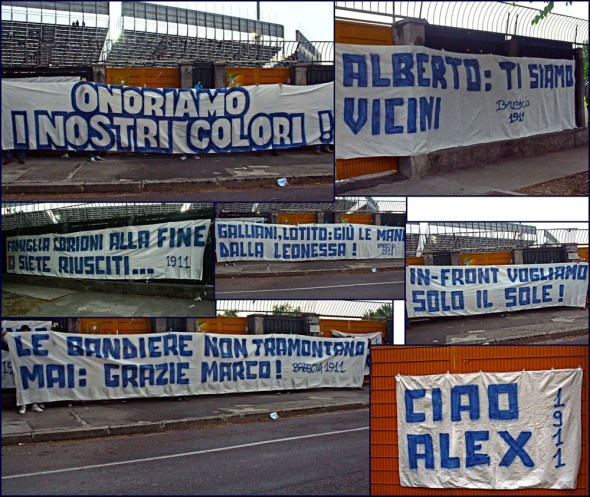 ONORIAMO
I NOSTRI COLORI !
ALBERTO: TI SIAMO
VICINI
Brescia
1911
FAMIGLIA CORIONI ALLA FINE
CI SIETE RIUSCITI... 1911
GALLIANI, LOTITO: GIÙ LE MANI
DALLA LEONESSA !
BRESCIA
1911
IN-FRONT VOGLIAMO
SOLO IL SOLE !
LE BANDIERE NON TRAMONTANO
MAI: GRAZIE MARCO ! BRESCIA 1911
CIAO
ALEX
1911